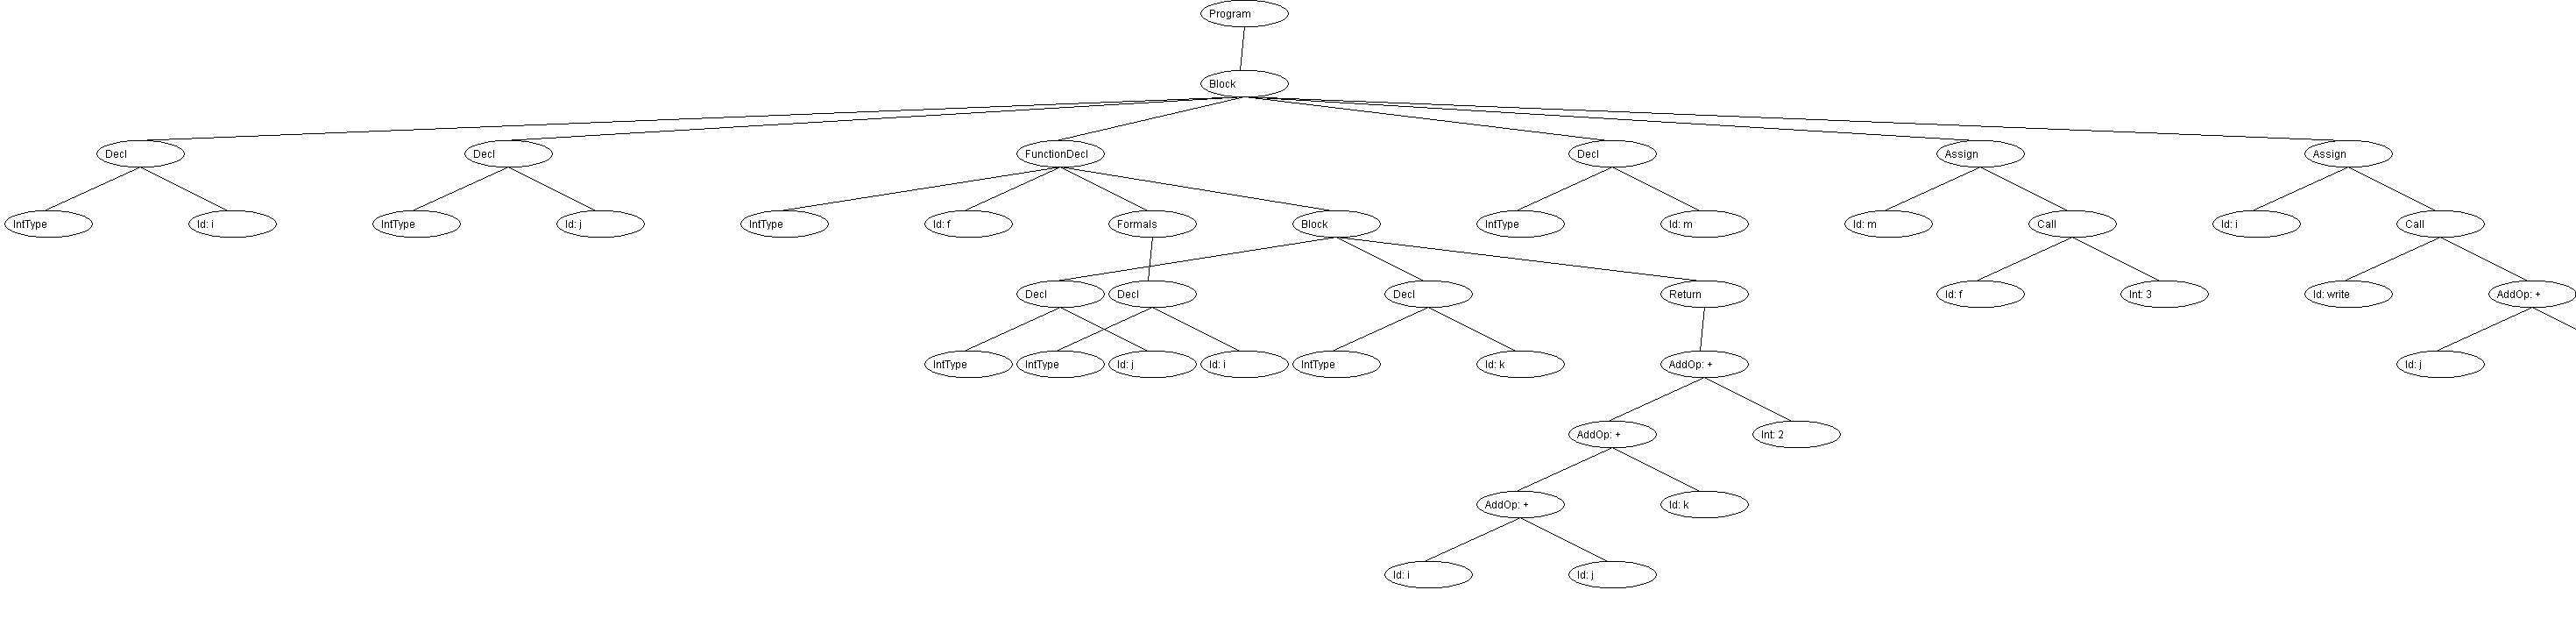 Program
Block
Decl Decl FunctionDecl Decl Assign Assign
IntType Id: i IntType Id: j IntType Id: f Formals Block IntType Id: m Id: m Call Id: i Call
Decl Decl Decl Return Id: f Int: 3 Id: write AddOp: +
IntType IntType Id: j Id: i IntType Id: k AddOp: + Id: j
AddOp: + Int: 2
AddOp: + Id: k
Id: i Id: j